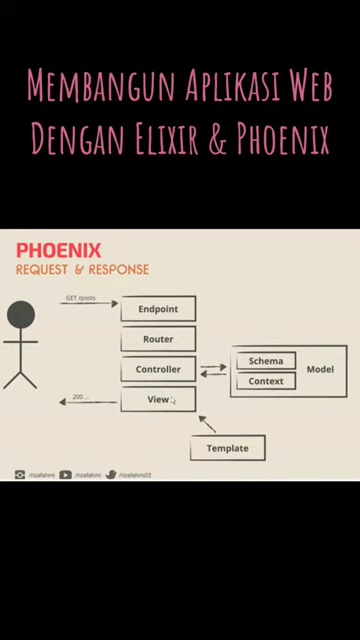 Membangun Aplikasi Web
Dengan Elixir & Phoenix
PHOENIX
REQUEST & RESPONSE
GET /posts
Endpoint
Router
Controller
Schema
Context
Model
200 ...
View
Template
/rizafahmi /rizafahmi /rizafahmi22